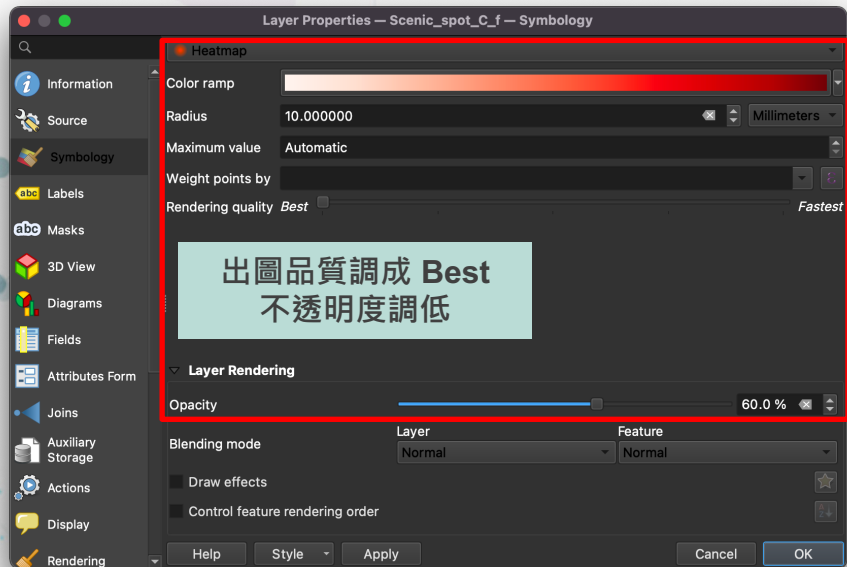 Layer Properties — Scenic_spot_C_f — Symbology
Information
Source
Symbology
abc Labels
abc Masks
3D View
Diagrams
Fields
Attributes Form
Joins
Auxiliary
Storage
Actions
Display
Rendering
Heatmap
Color ramp
Radius 10.000000 Millimeters
Maximum value Automatic
Weight points by
Rendering quality Best Fastest
出圖品質調成 Best
不透明度調低
Layer Rendering
Opacity 60.0 %
Layer Feature
Blending mode Normal Normal
Draw effects
Control feature rendering order
Help Style Apply Cancel OK